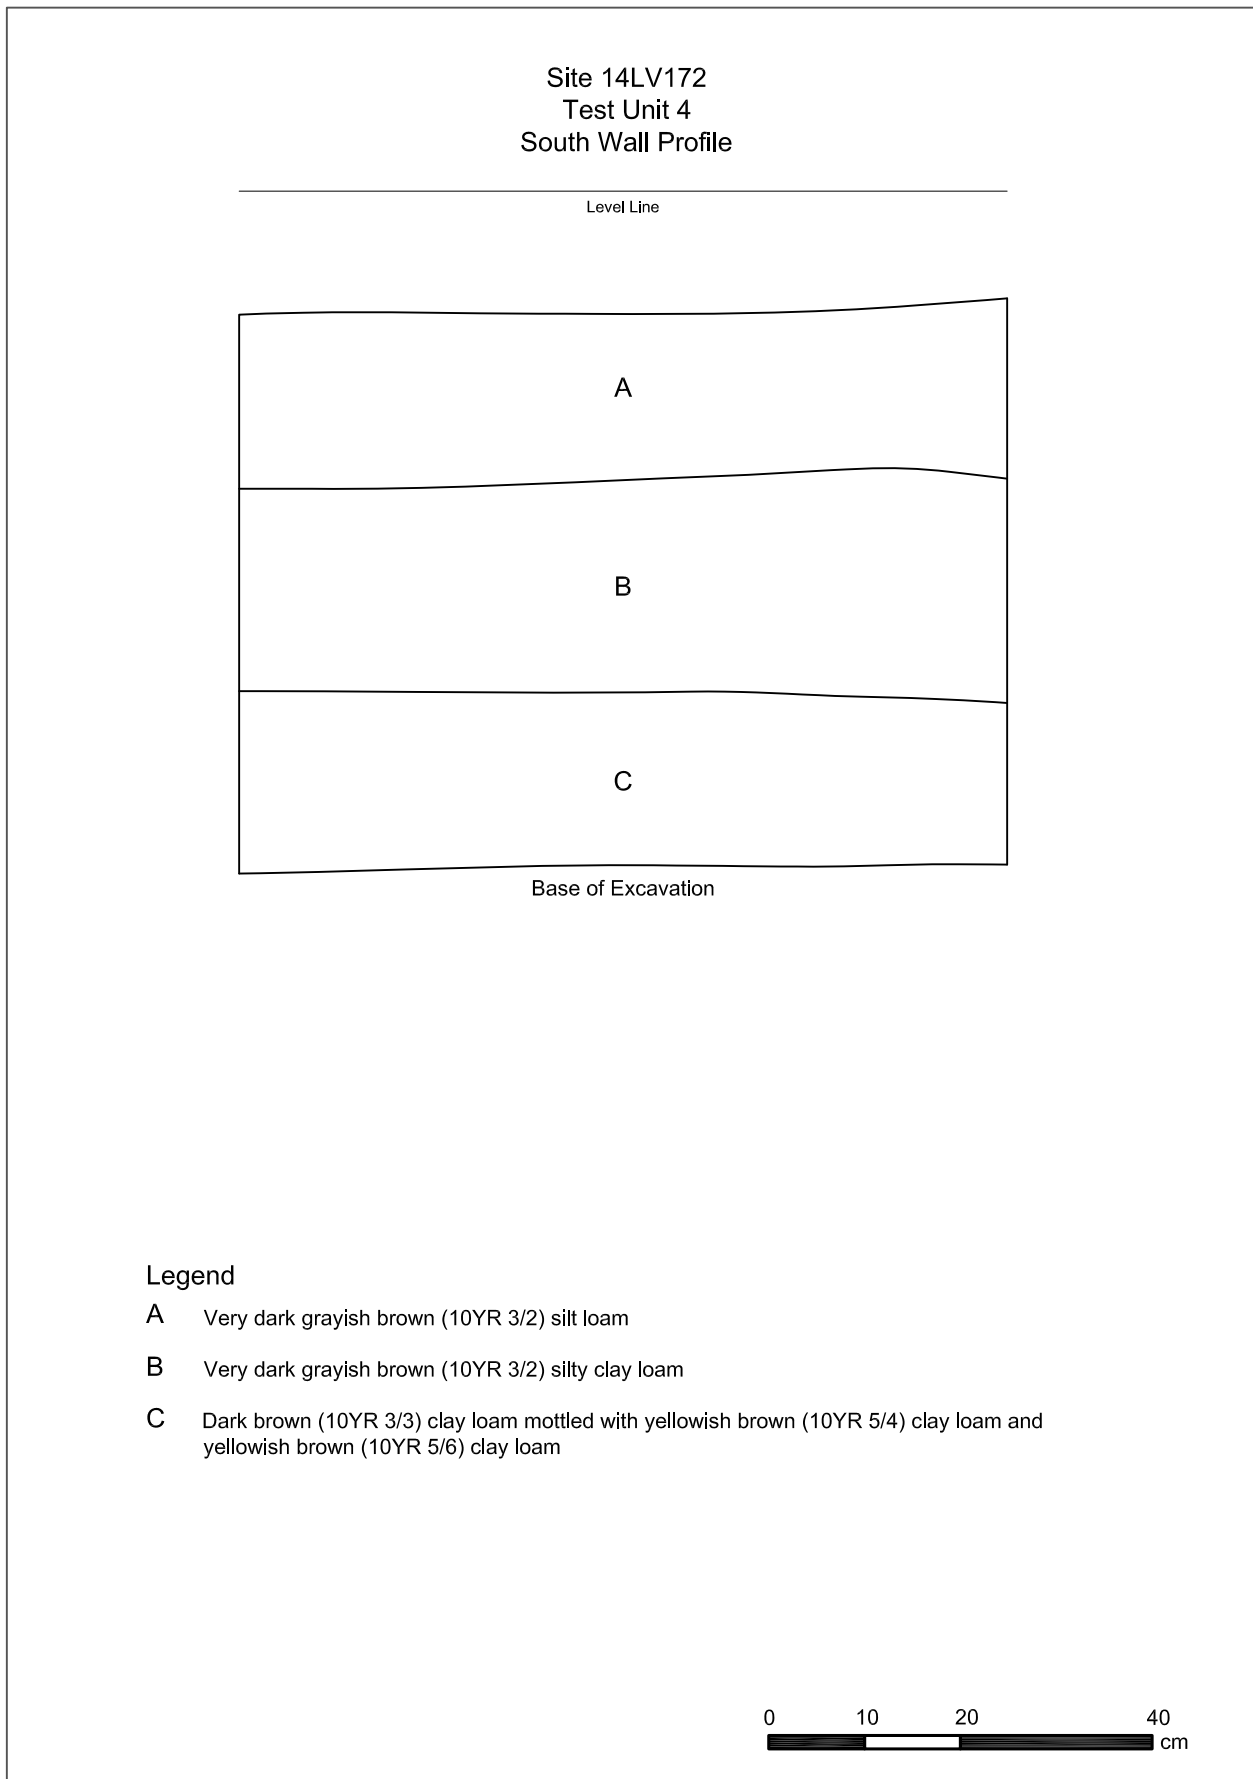 Site 14LV172
Test Unit 4
South Wall Profile
Level Line
A
B
C
Base of Excavation
Legend
A Very dark grayish brown (10YR 3/2) silt loam
B Very dark grayish brown (10YR 3/2) silty clay loam
C Dark brown (10YR 3/3) clay loam mottled with yellowish brown (10YR 5/4) clay loam and
yellowish brown (10YR 5/6) clay loam
0 10 20 40
cm